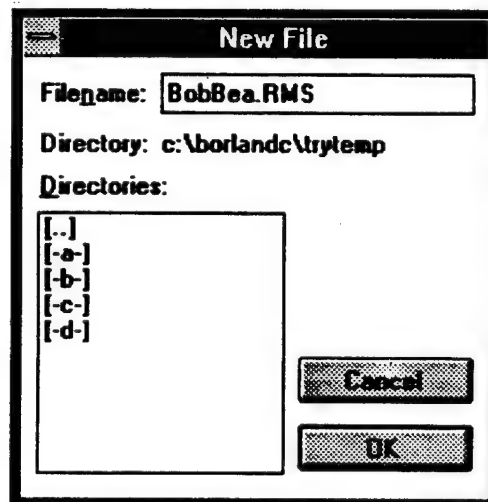 New File
Filename: BobBea.RMS
Directory: c:\borlandc\trytemp
Directories:
[..]
[-a-]
[-b-]
[-c-]
[-d-]
Cancel
OK